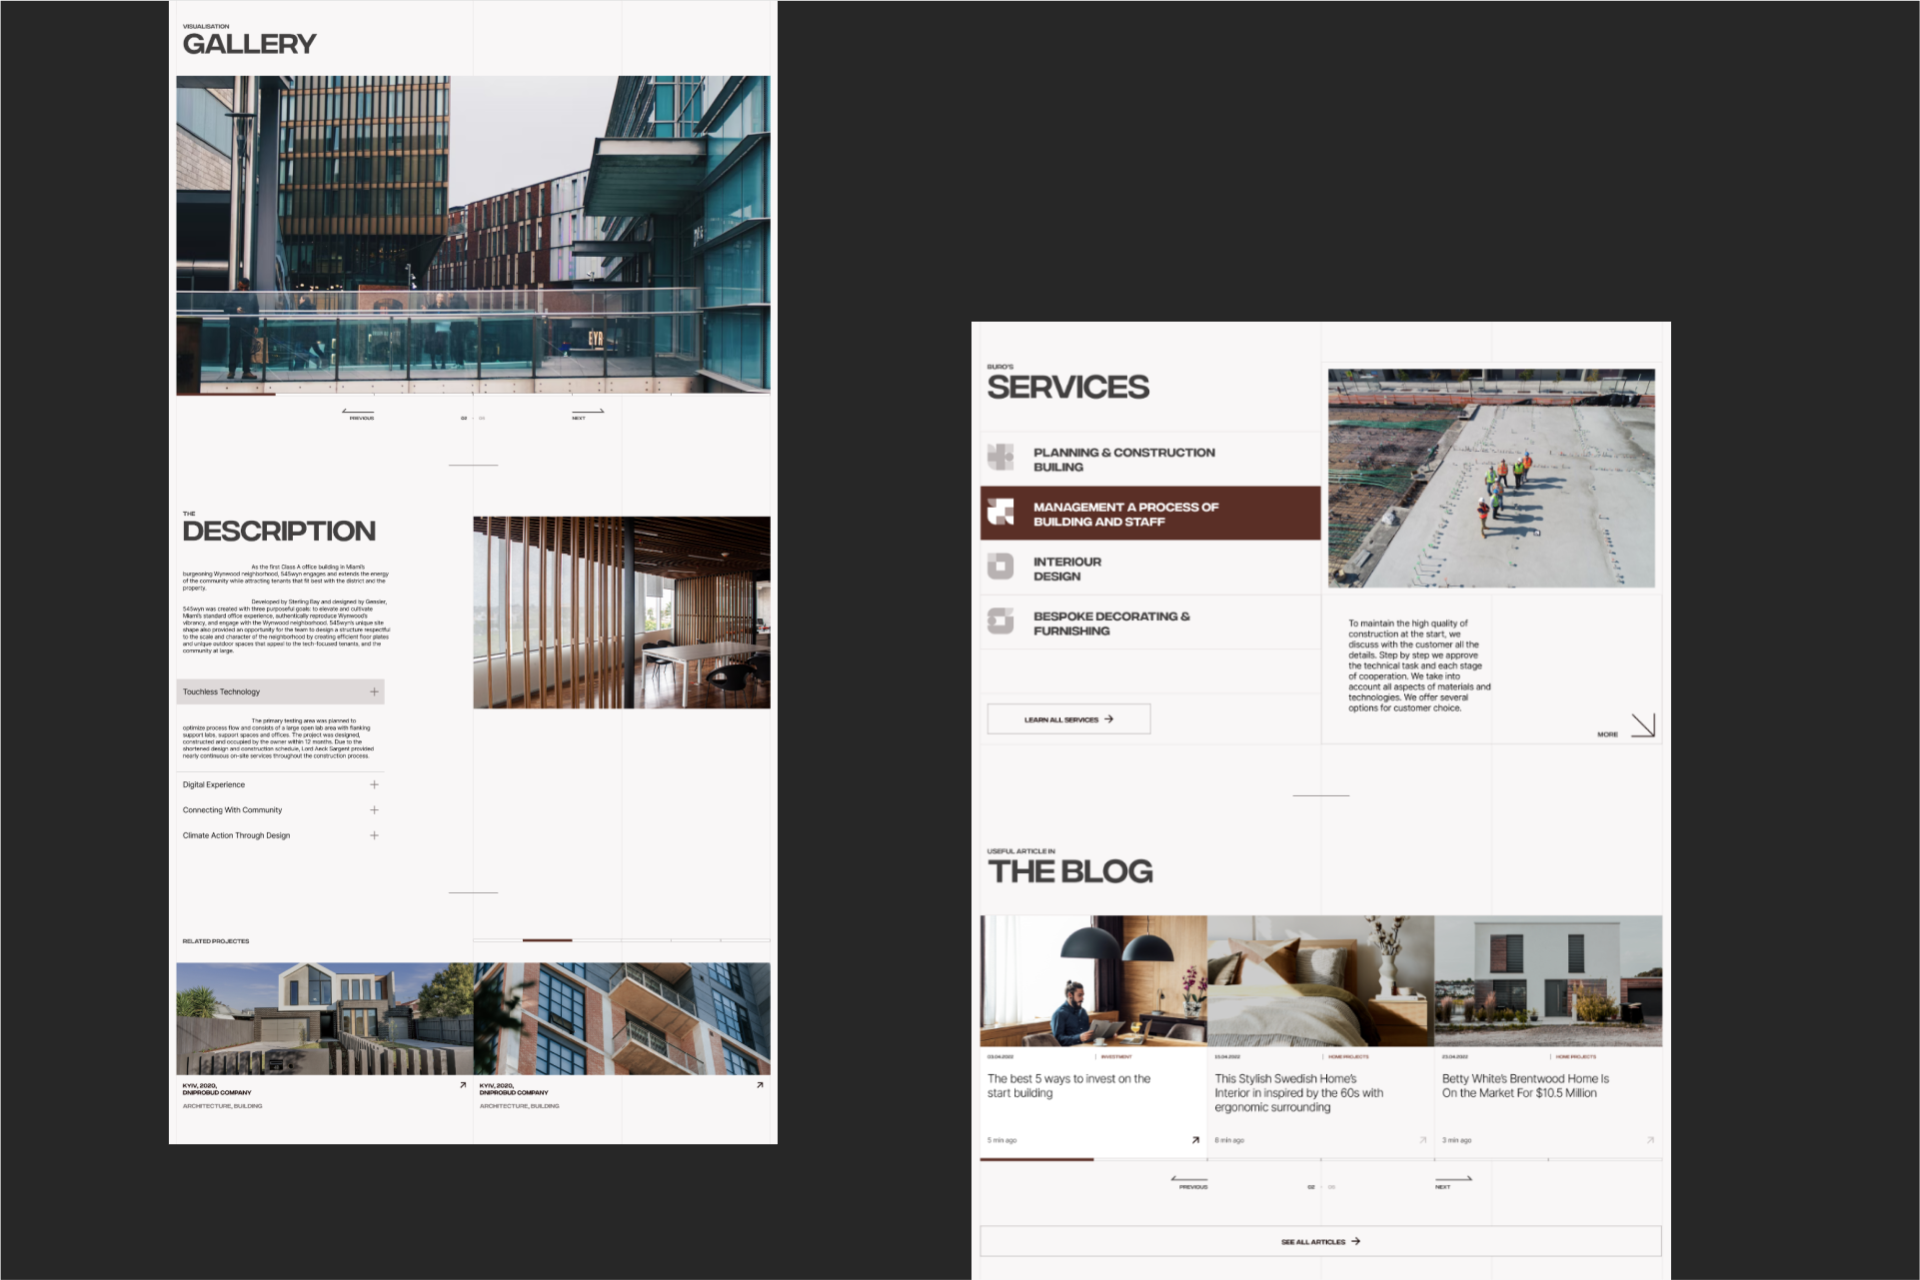 VISUALISATION
GALLERY
EYR
PREVIOUS
02 - 05
NEXT
THE
DESCRIPTION
As the first Class A office building in Miami's
burgeoning Wynwood neighborhood, 545wyn engages and extends the energy
of the community while attracting tenants that fit best with the district and the
property.
Developed by Sterling Bay and designed by Gensler,
545wyn was created with three purposeful goals: to elevate and cultivate
Miami's standard office experience, authentically reproduce Wynwood's
vibrancy, and engage with the Wynwood neighborhood. 545wyn's unique site
shape also provided an opportunity for the team to design a structure respectful
to the scale and character of the neighborhood by creating efficient floor plates
and unique outdoor spaces that appeal to the tech-focused tenants, and the
community at large.
Touchless Technology
The primary testing area was planned to
optimize process flow and consists of a large open lab area with flanking
support labs, support spaces and offices. The project was designed,
constructed and occupied by the owner within 12 months. Due to the
shortened design and construction schedule, Lord Aeck Sargent provided
nearly continuous on-site services throughout the construction process.
Digital Experience
Connecting With Community
Climate Action Through Design
RELATED PROJECTES
KYIV, 2020,
DNIPROBUD COMPANY
ARCHITECTURE, BUILDING
KYIV, 2020,
DNIPROBUD COMPANY
ARCHITECTURE, BUILDING
BURO'S
SERVICES
PLANNING & CONSTRUCTION
BUILING
MANAGEMENT A PROCESS OF
BUILDING AND STAFF
INTERIOUR
DESIGN
BESPOKE DECORATING &
FURNISHING
LEARN ALL SERVICES
To maintain the high quality of
construction at the start, we
discuss with the customer all the
details. Step by step we approve
the technical task and each stage
of cooperation. We take into
account all aspects of materials and
technologies. We offer several
options for customer choice.
MORE
USEFUL ARTICLE IN
THE BLOG
INVESTMENT
The best 5 ways to invest on the
start building
5 min ago
HOME PROJECTS
This Stylish Swedish Home's
Interior in inspired by the 60s with
ergonomic surrounding
8 min ago
HOME PROJECTS
Betty White's Brentwood Home Is
On the Market For $10.5 Million
3 min ago
PREVIOUS
02 - 05
NEXT
SEE ALL ARTICLES